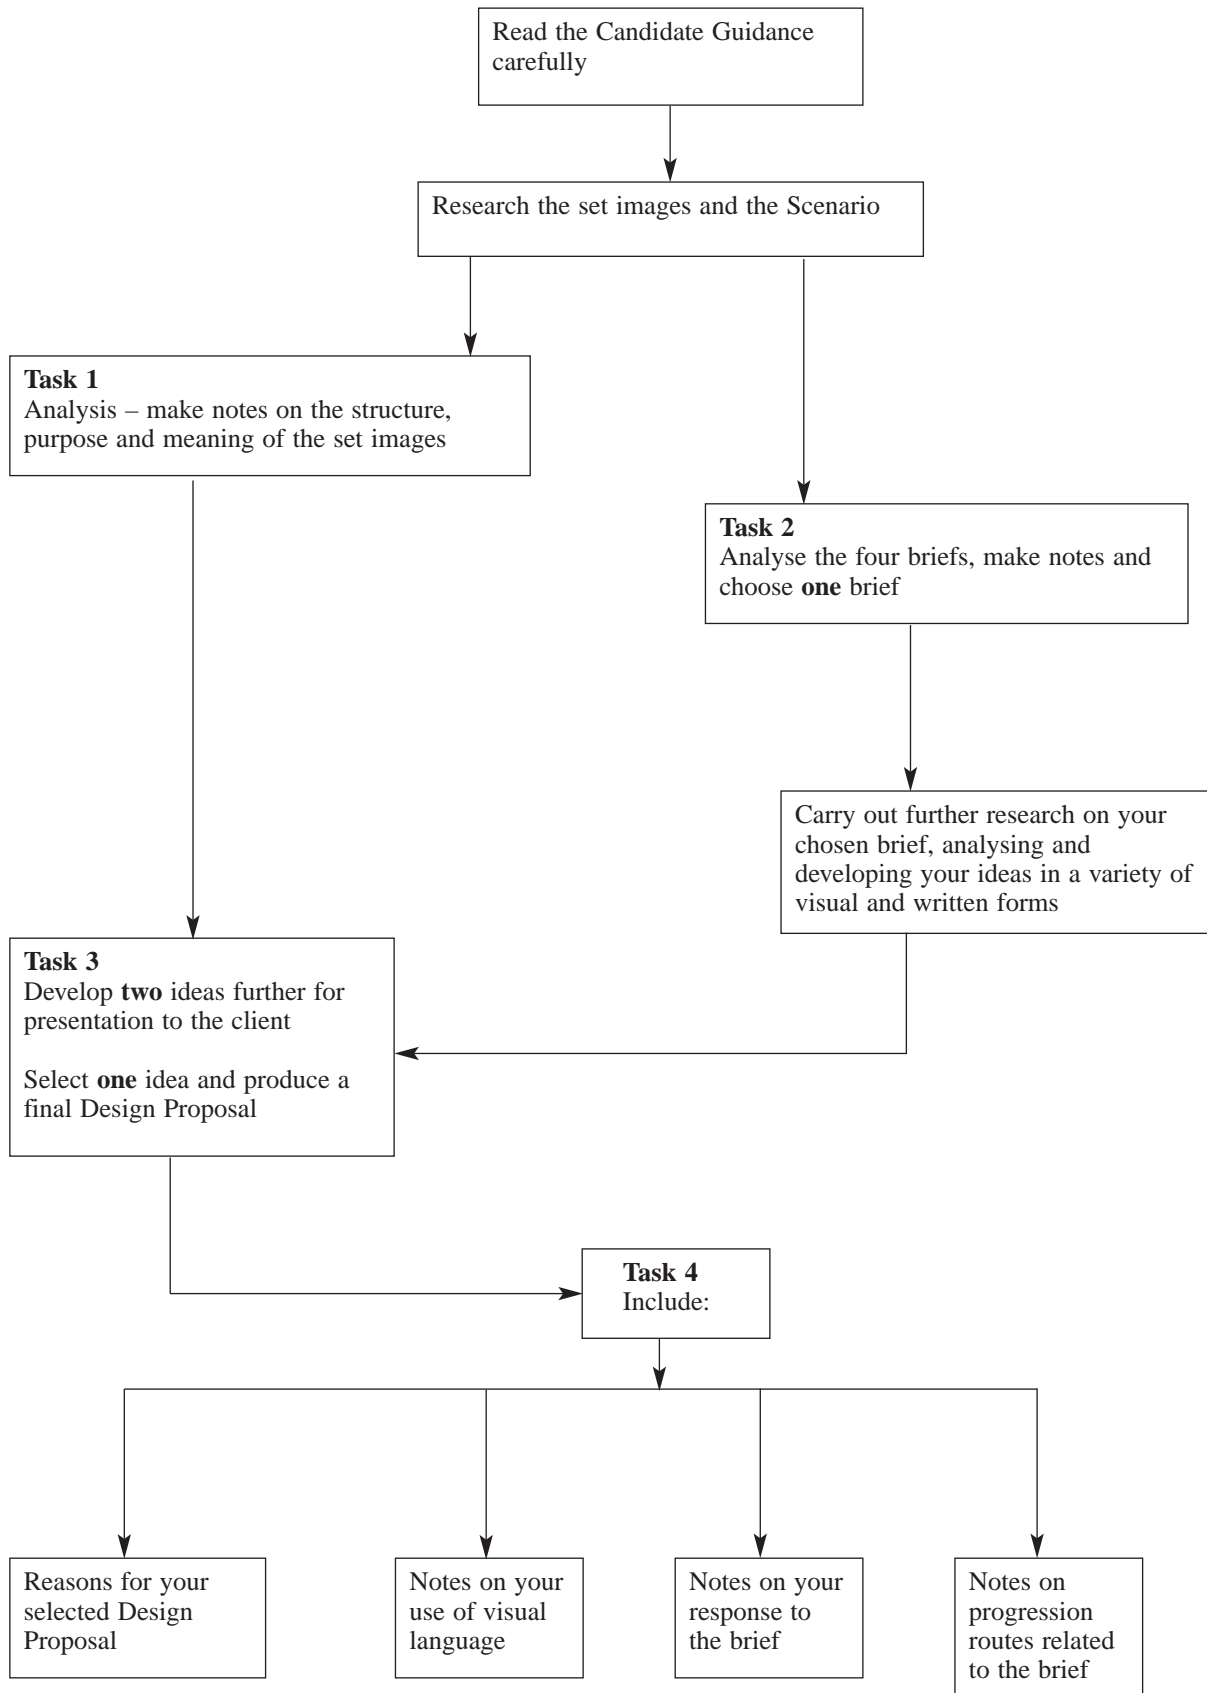 Read the Candidate Guidance
carefully
Research the set images and the Scenario
Task 1
Analysis – make notes on the structure,
purpose and meaning of the set images
Task 2
Analyse the four briefs, make notes and
choose one brief
Carry out further research on your
chosen brief, analysing and
developing your ideas in a variety of
visual and written forms
Task 3
Develop two ideas further for
presentation to the client
Select one idea and produce a
final Design Proposal
Task 4
Include:
Reasons for your
selected Design
Proposal
Notes on your
use of visual
language
Notes on your
response to
the brief
Notes on
progression
routes related
to the brief